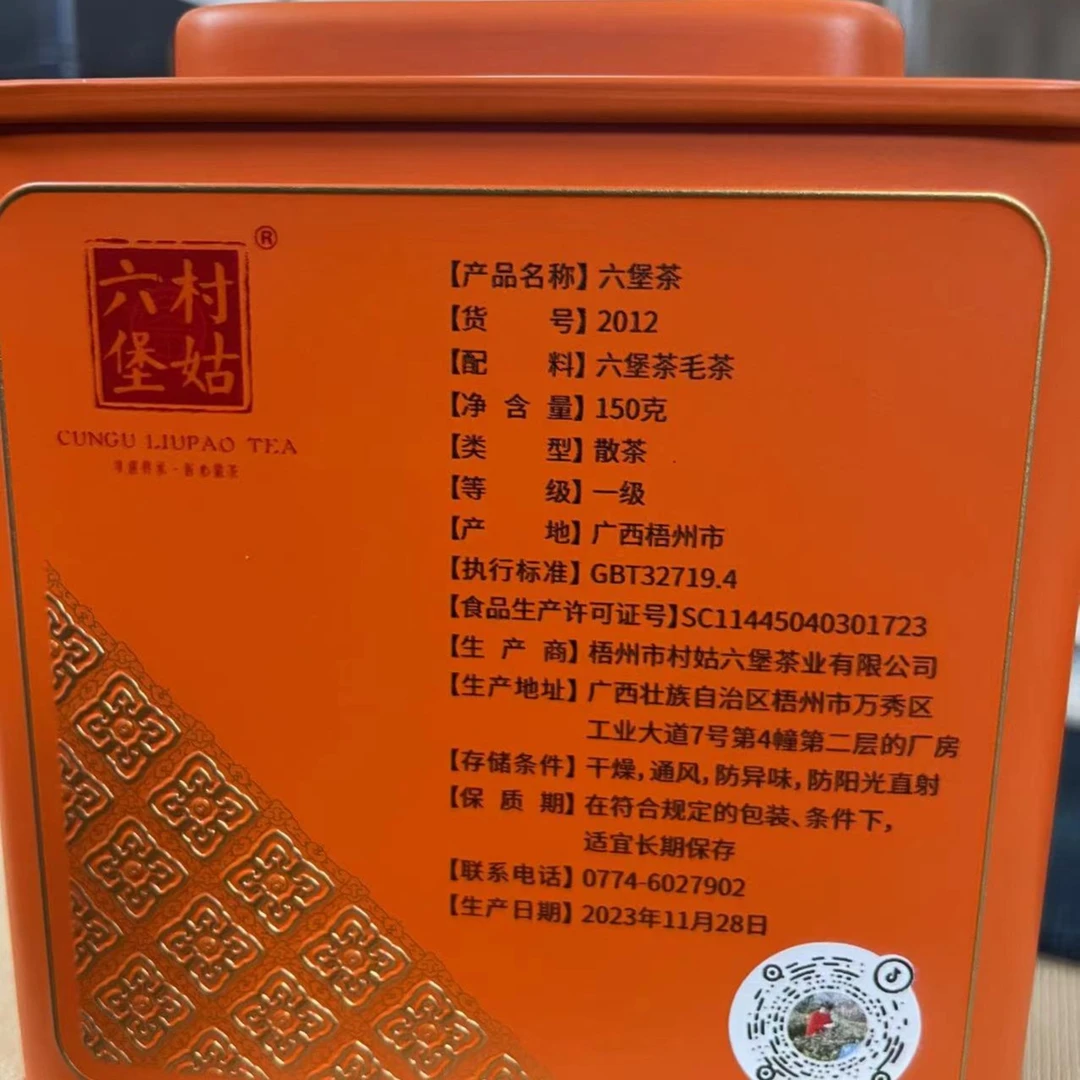 六堡
村姑
®
CUNGU LIUPAO TEA
【产品名称】六堡茶
【货 号】2012
【配 料】六堡茶毛茶
【净 含 量】150克
【类 型】散茶
【等 级】一级
【产 地】广西梧州市
【执行标准】GBT32719.4
【食品生产许可证号】SC11445040301723
【生 产 商】梧州市村姑六堡茶业有限公司
【生产地址】广西壮族自治区梧州市万秀区
工业大道7号第4幢第二层的厂房
【存储条件】干燥,通风,防异味,防阳光直射
【保 质 期】在符合规定的包装、条件下,
适宜长期保存
【联系电话】0774-6027902
【生产日期】2023年11月28日